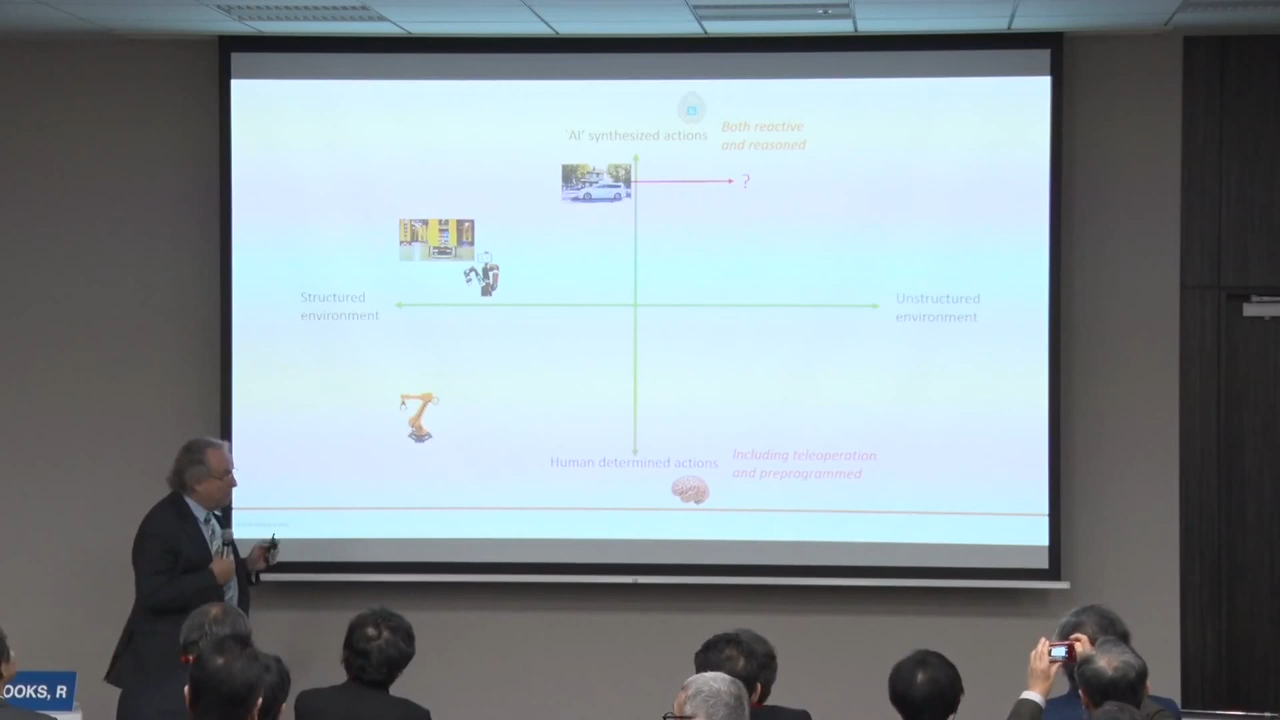 'AI' synthesized actions
Both reactive
and reasoned
?
Structured
environment
Unstructured
environment
Human determined actions
Including teleoperation
and preprogrammed
OOKS, R